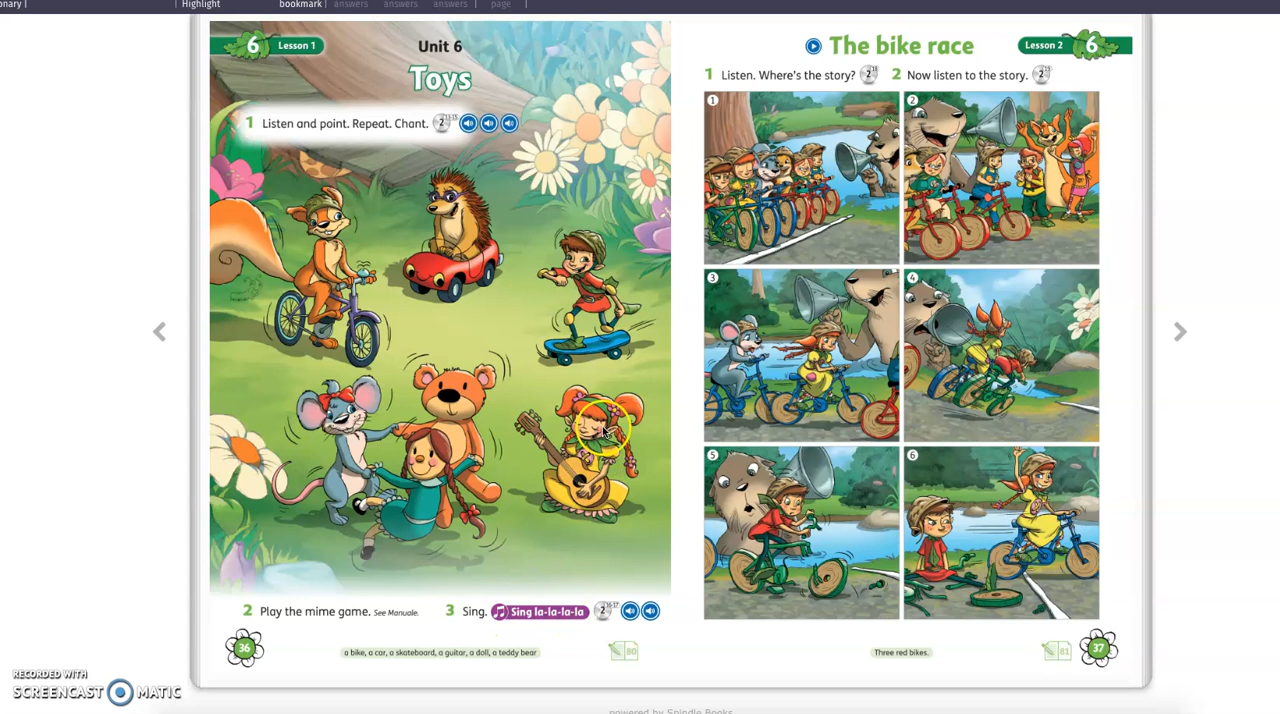 onary |
| Highlight
bookmark |
answers
answers
answers |
page
|
6
Lesson 1
Unit 6
Toys
1 Listen and point. Repeat. Chant.
2
2 Play the mime game. See Manuale.
3 Sing.
Sing la-la-la-la
2
36
a bike, a car, a skateboard, a guitar, a doll, a teddy bear
80
The bike race
Lesson 2
6
1 Listen. Where's the story?
2
2 Now listen to the story.
2
1
2
3
4
5
6
Three red bikes.
81
37
RECORDED WITH
SCREENCAST MATIC
powered by Spindle Books